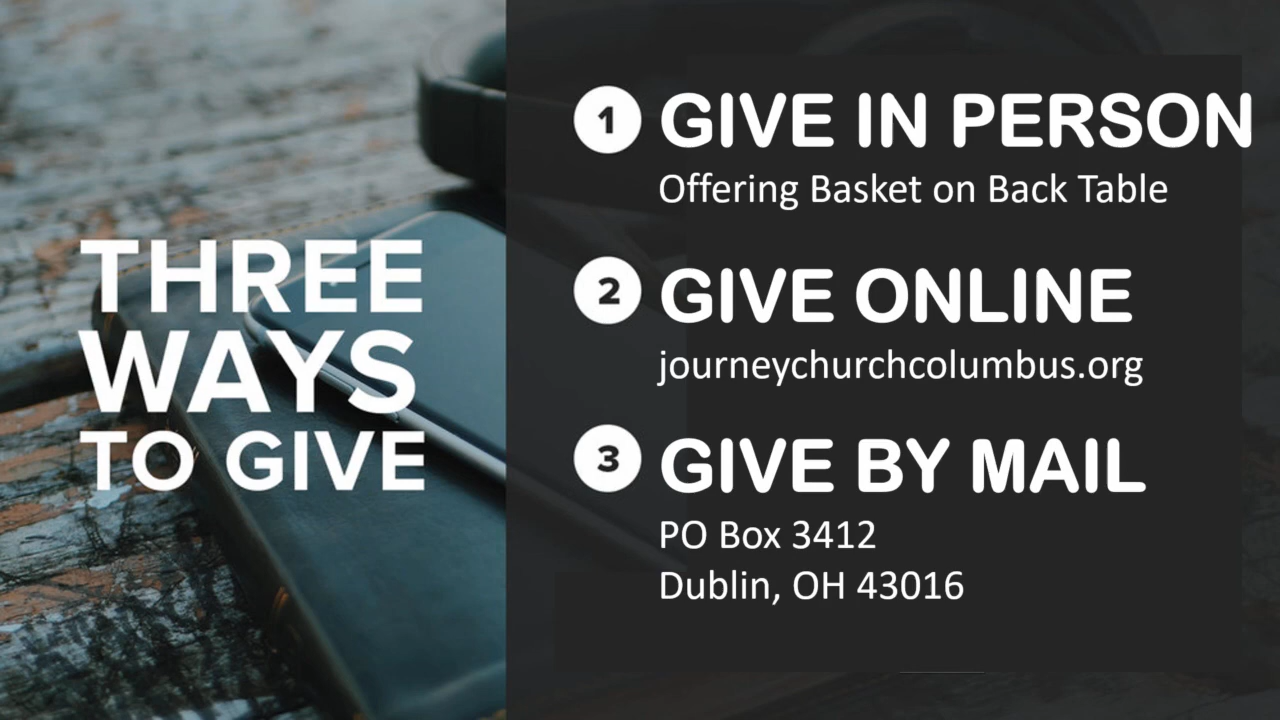 THREE
WAYS
TO GIVE
1 GIVE IN PERSON
Offering Basket on Back Table
2 GIVE ONLINE
journeychurchcolumbus.org
3 GIVE BY MAIL
PO Box 3412
Dublin, OH 43016